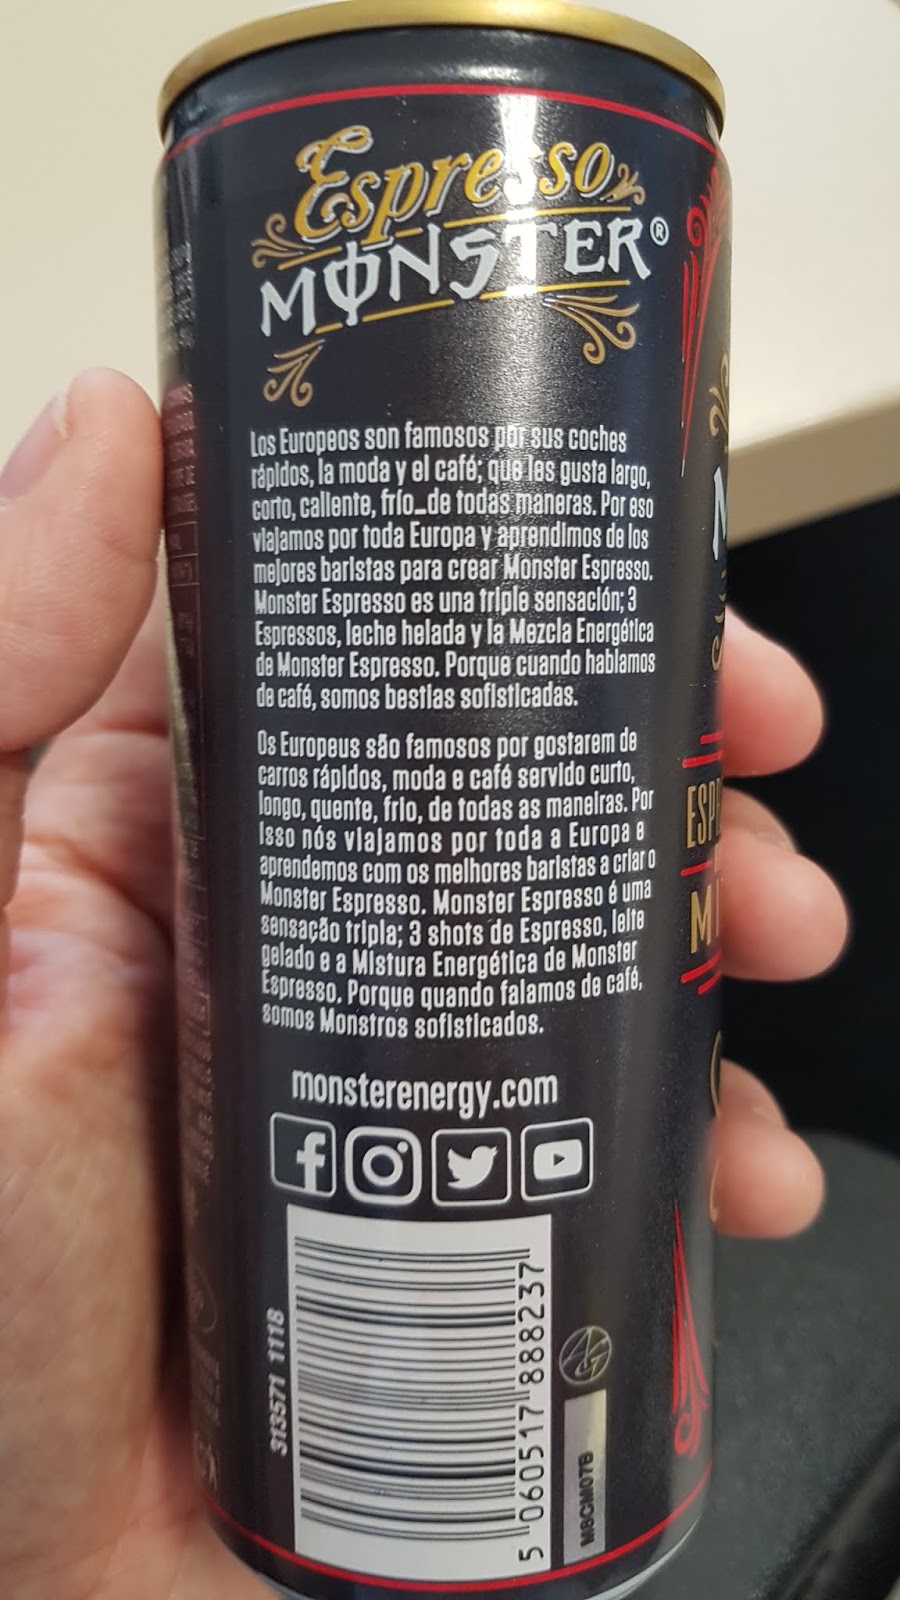 Espresso
MONSTER®
Los Europeos son famosos por sus coches
rápidos, la moda y el café; que les gusta largo,
corto, caliente, frío_de todas maneras. Por eso
viajamos por toda Europa y aprendimos de los
mejores baristas para crear Monster Espresso.
Monster Espresso es una triple sensación; 3
Espressos, leche helada y la Mezcla Energética
de Monster Espresso. Porque cuando hablamos
de café, somos bestias sofisticadas.
Os Europeus são famosos por gostarem de
carros rápidos, moda e café servido curto,
longo, quente, frio, de todas as maneiras. Por
isso nós viajamos por toda a Europa e
aprendemos com os melhores baristas a criar o
Monster Espresso. Monster Espresso é uma
sensação tripla; 3 shots de Espresso, leite
gelado e a Mistura Energética de Monster
Espresso. Porque quando falamos de café,
somos Monstros sofisticados.
monsterenergy.com
313571 1118
5 060517 888237
M8CM07B
ESPR
MI